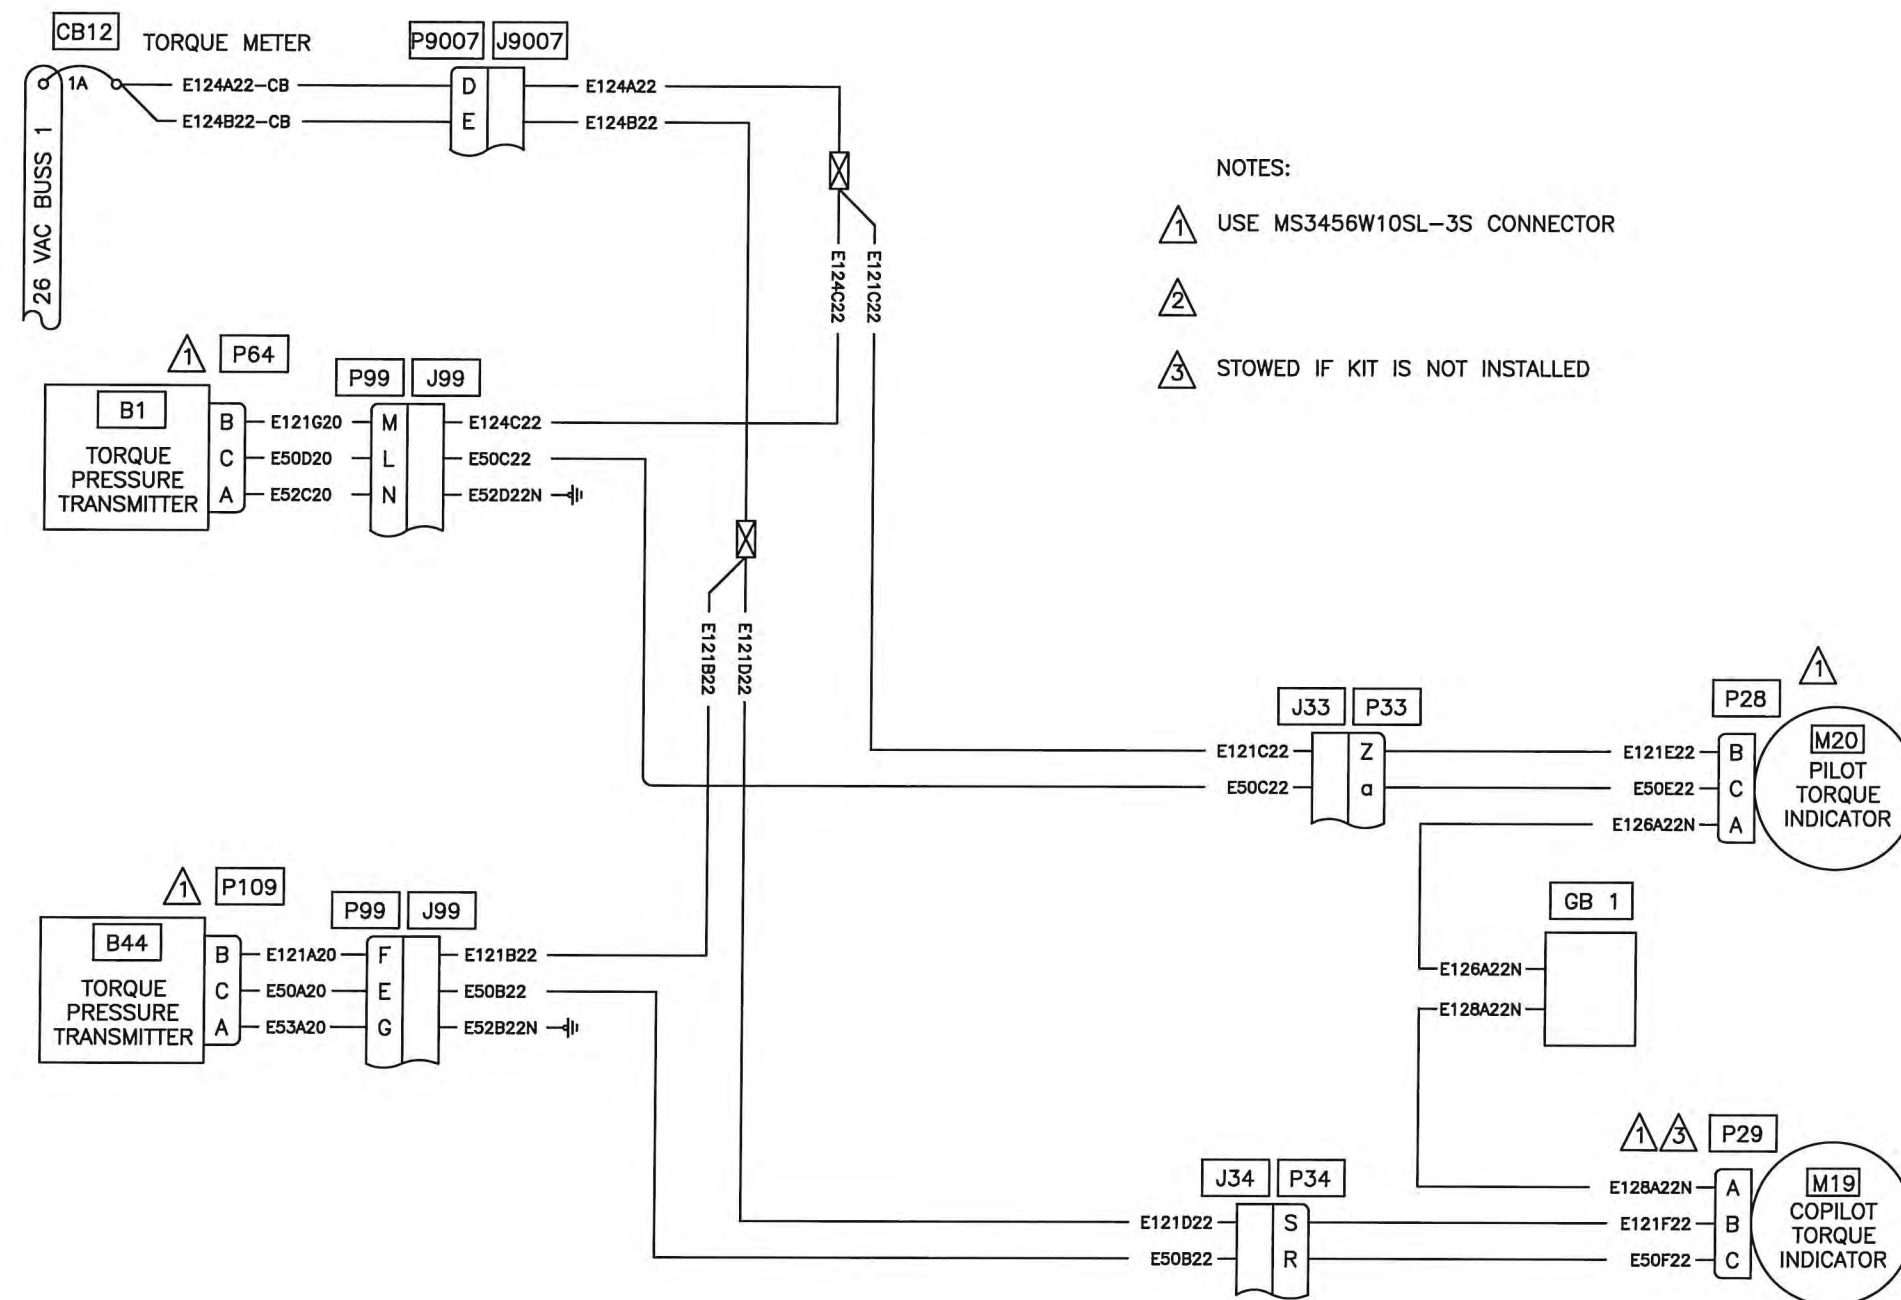 CB12
TORQUE METER
P9007 J9007
1A
E124A22-CB
D
E124A22
E124B22-CB
E
E124B22
26 VAC BUSS 1
NOTES:
1 USE MS3456W10SL-3S CONNECTOR
2
3 STOWED IF KIT IS NOT INSTALLED
E124C22
E121C22
1 P64
P99 J99
B1
TORQUE
PRESSURE
TRANSMITTER
B E121G20 M E124C22
C E50D20 L E50C22
A E52C20 N E52D22N
E121B22
E121D22
J33 P33
P28
1
E121C22 Z E121E22 B
E50C22 a E50E22 C
E126A22N A
M20
PILOT
TORQUE
INDICATOR
1 P109
P99 J99
B44
TORQUE
PRESSURE
TRANSMITTER
B E121A20 F E121B22
C E50A20 E E50B22
A E53A20 G E52B22N
GB 1
E126A22N
E128A22N
1 3 P29
J34 P34
E128A22N A
E121D22 S E121F22 B
E50B22 R E50F22 C
M19
COPILOT
TORQUE
INDICATOR